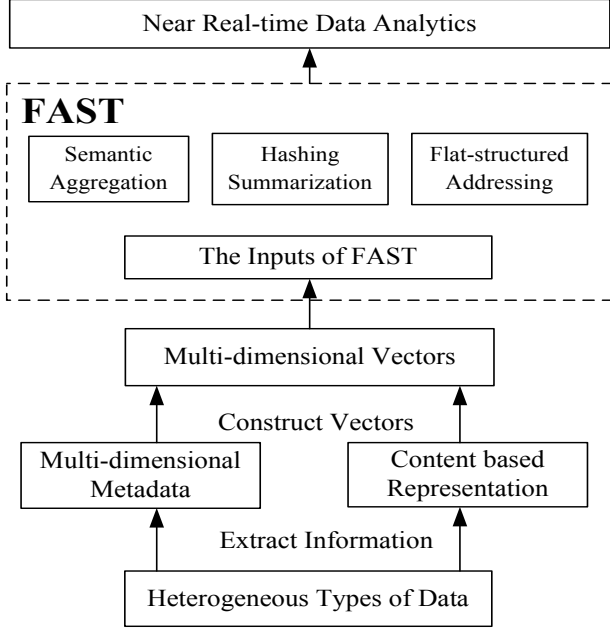 Near Real-time Data Analytics
FAST
Semantic
Aggregation
Hashing
Summarization
Flat-structured
Addressing
The Inputs of FAST
Multi-dimensional Vectors
Construct Vectors
Multi-dimensional
Metadata
Content based
Representation
Extract Information
Heterogeneous Types of Data